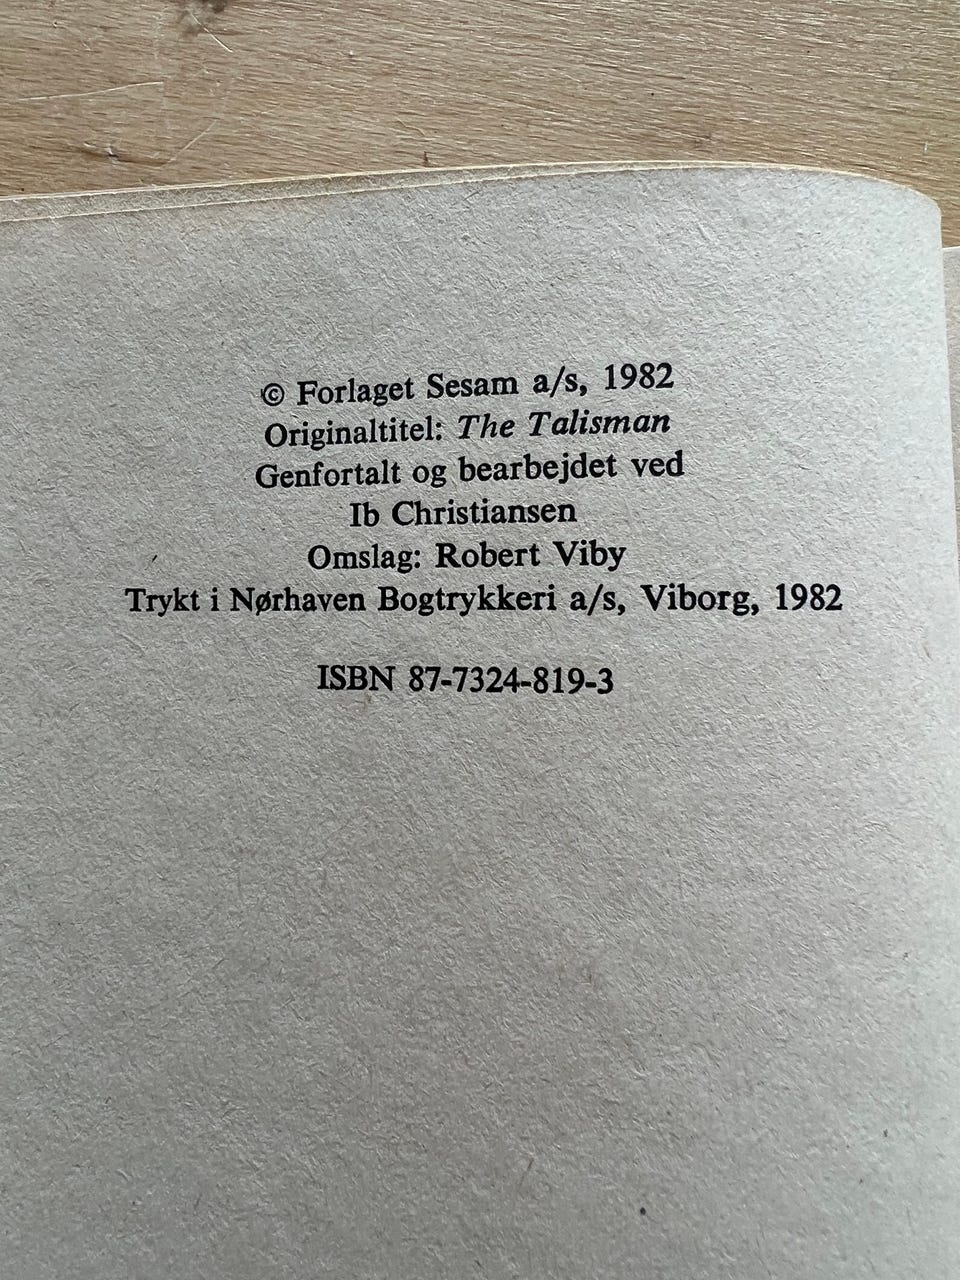 © Forlaget Sesam a/s, 1982
Originaltitel: The Talisman
Genfortalt og bearbejdet ved
Ib Christiansen
Omslag: Robert Viby
Trykt i Nørhaven Bogtrykkeri a/s, Viborg, 1982
ISBN 87-7324-819-3